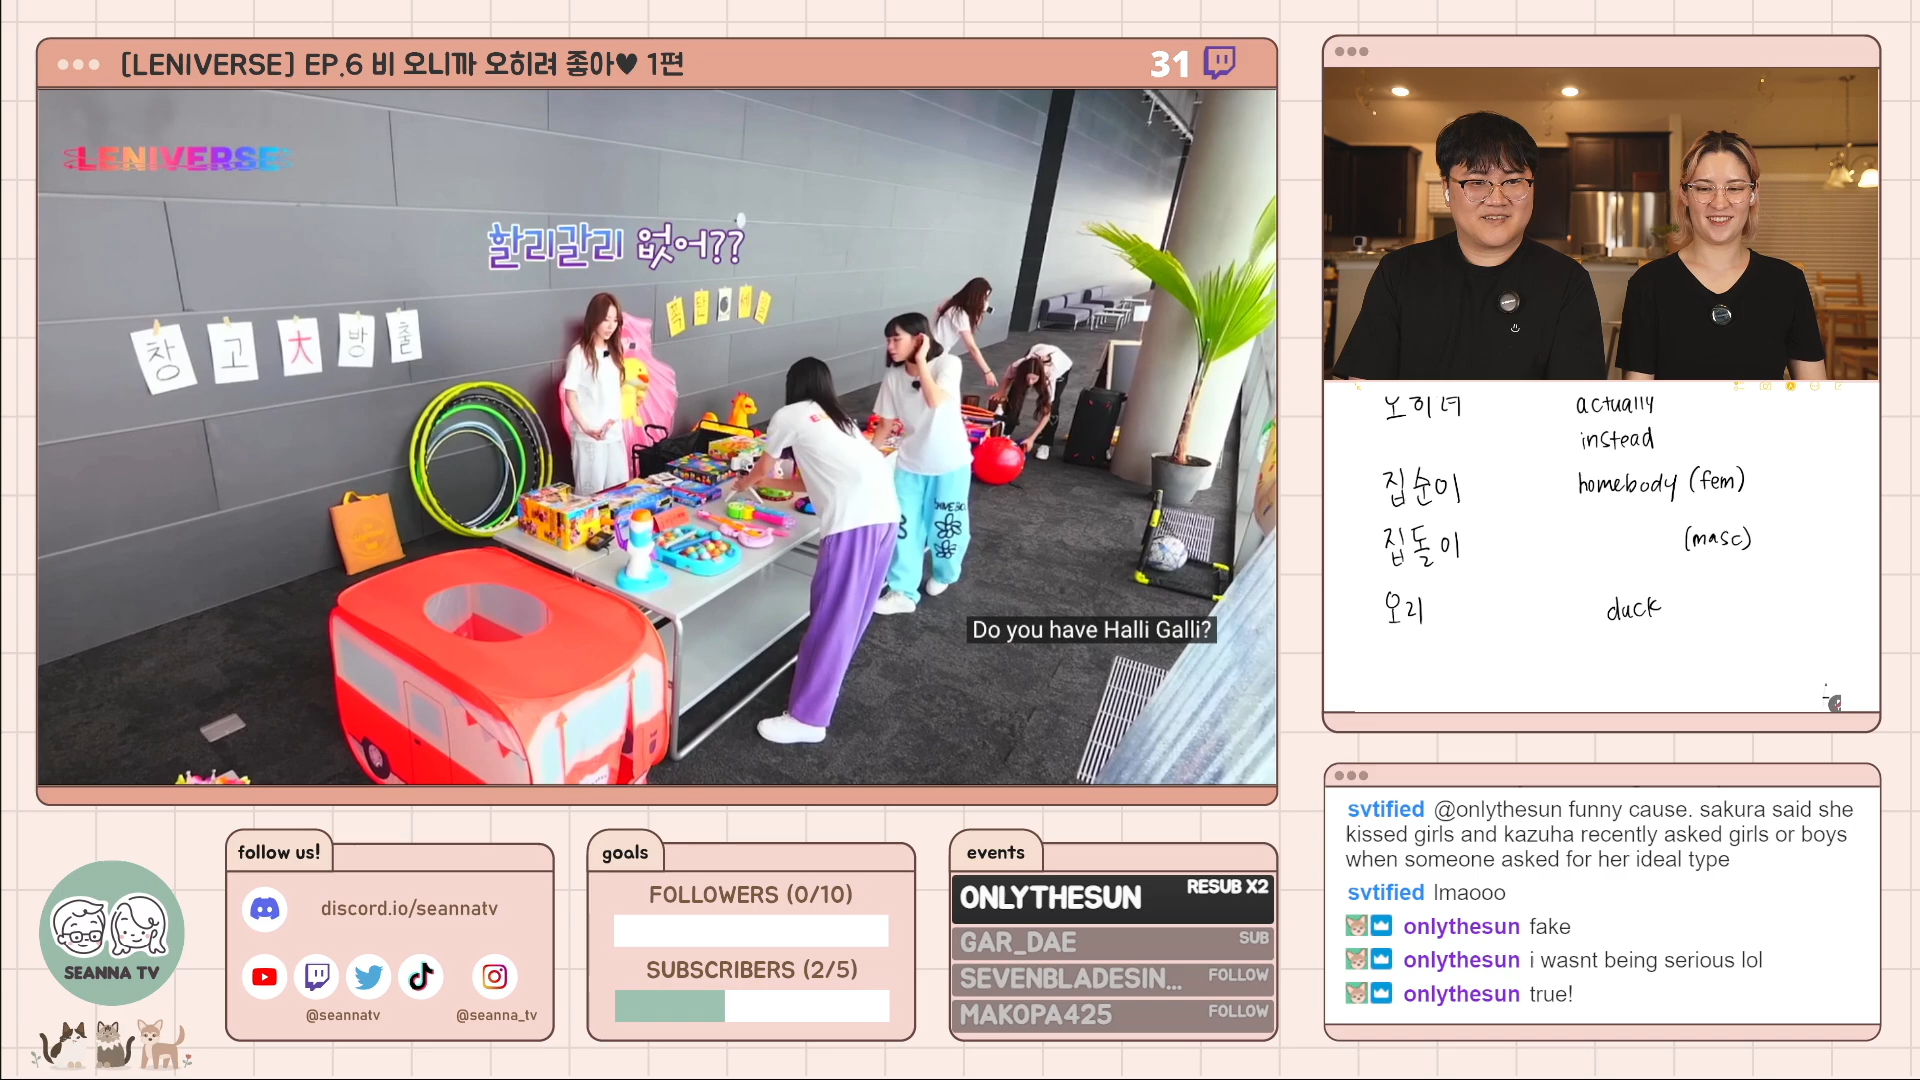 [LENIVERSE] EP.6 비 오니까 오히려 좋아♥ 1편
31
LENIVERSE
할리갈리 없어??
창고大방출
폭탄세일
Do you have Halli Galli?
오히려 actually
instead
집순이 homebody (fem)
집돌이 (masc)
오리 duck
svtified @onlythesun funny cause. sakura said she
kissed girls and kazuha recently asked girls or boys
when someone asked for her ideal type
svtified lmaooo
onlythesun fake
onlythesun i wasnt being serious lol
onlythesun true!
SEANNA TV
follow us!
discord.io/seannatv
@seannatv
@seanna_tv
goals
FOLLOWERS (0/10)
SUBSCRIBERS (2/5)
events
ONLYTHESUN RESUB X2
GAR_DAE SUB
SEVENBLADESIN... FOLLOW
MAKOPA425 FOLLOW